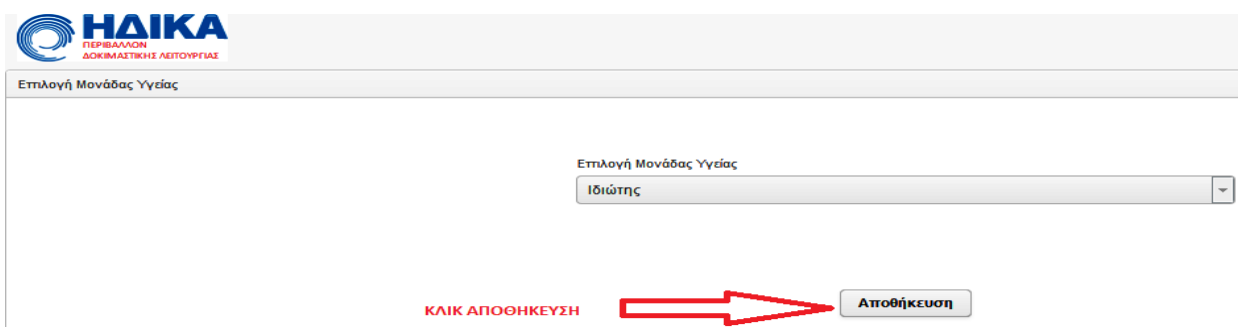 ΗΔΙΚΑ
ΠΕΡΙΒΑΛΛΟΝ
ΔΟΚΙΜΑΣΤΙΚΗΣ ΛΕΙΤΟΥΡΓΙΑΣ
Επιλογή Μονάδας Υγείας
Επιλογή Μονάδας Υγείας
Ιδιώτης
ΚΛΙΚ ΑΠΟΘΗΚΕΥΣΗ
Αποθήκευση